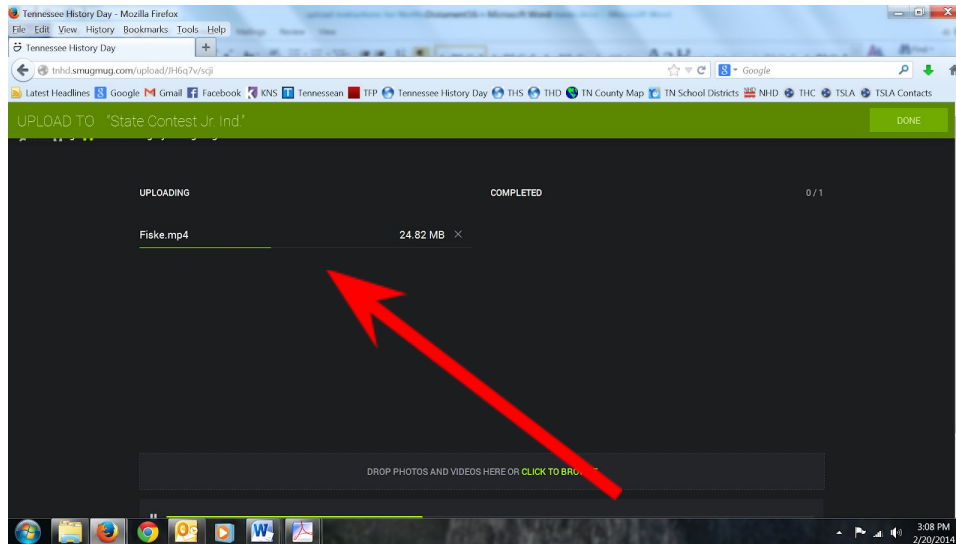 Tennessee History Day - Mozilla Firefox
File Edit View History Bookmarks Tools Help
Tennessee History Day +
tnhd.smugmug.com/upload/JH6q7v/scji Google
Latest Headlines Google Gmail Facebook KNS Tennessean TFP Tennessee History Day THS THD TN County Map TN School Districts NHD THC TSLA TSLA Contacts
UPLOAD TO "State Contest Jr. Ind." DONE
UPLOADING COMPLETED 0 / 1
Fiske.mp4 24.82 MB
DROP PHOTOS AND VIDEOS HERE OR CLICK TO
3:08 PM
2/20/2014